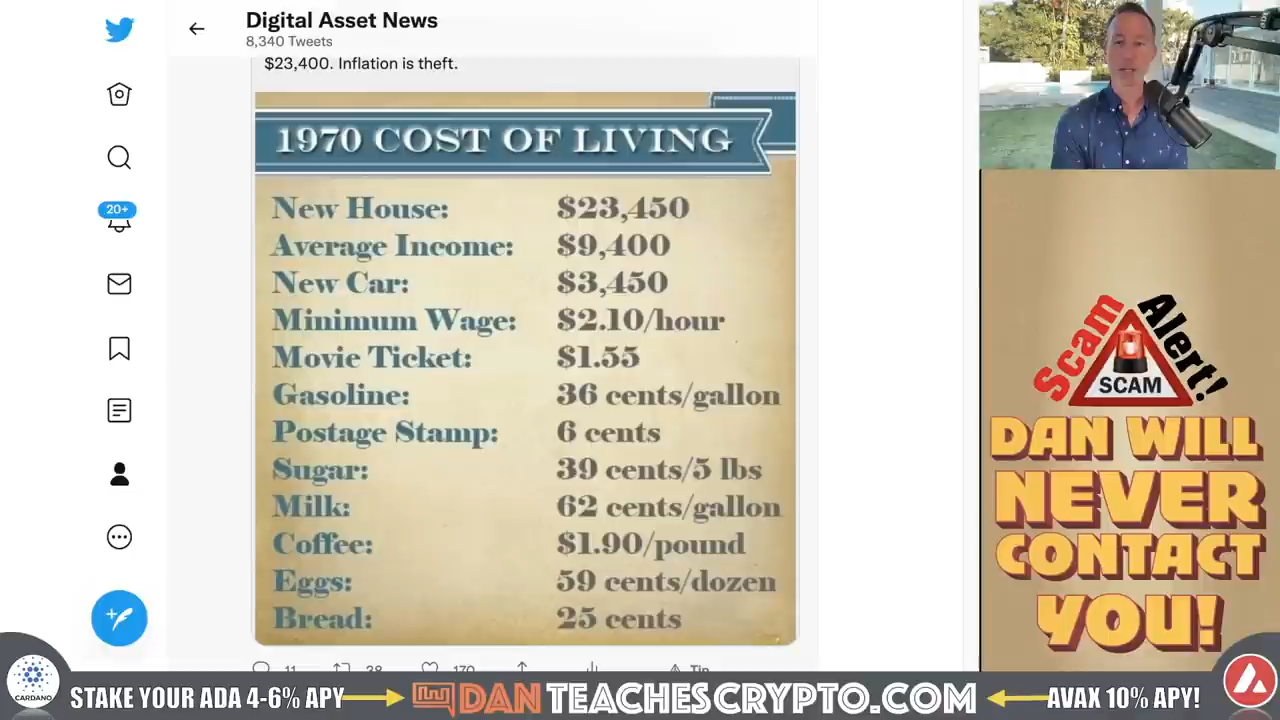 Digital Asset News
8,340 Tweets
$23,400. Inflation is theft.
20+
1970 COST OF LIVING
New House: $23,450
Average Income: $9,400
New Car: $3,450
Minimum Wage: $2.10/hour
Movie Ticket: $1.55
Gasoline: 36 cents/gallon
Postage Stamp: 6 cents
Sugar: 39 cents/5 lbs
Milk: 62 cents/gallon
Coffee: $1.90/pound
Eggs: 59 cents/dozen
Bread: 25 cents
11 38 170 Tip
Scam Alert!
SCAM
DAN WILL
NEVER
CONTACT
YOU!
CARDANO
STAKE YOUR ADA 4-6% APY
DANTEACHESCRYPTO.COM
AVAX 10% APY!